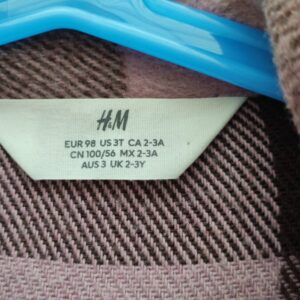 H&M
EUR 98 US 3T CA 2-3A
CN 100/56 MX 2-3A
AUS 3 UK 2-3Y